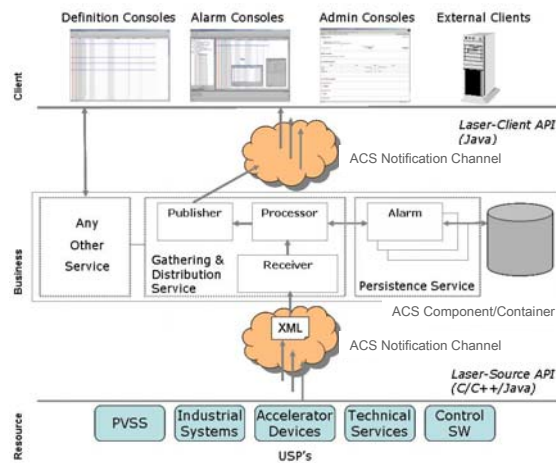 Definition Consoles
Alarm Consoles
Admin Consoles
External Clients
Client
Laser-Client API
(Java)
ACS Notification Channel
Business
Any
Other
Service
Publisher
Processor
Receiver
Gathering &
Distribution
Service
Alarm
Persistence Service
ACS Component/Container
XML
ACS Notification Channel
Laser-Source API
(C/C++/Java)
Resource
PVSS
Industrial
Systems
Accelerator
Devices
Technical
Services
Control
SW
USP's